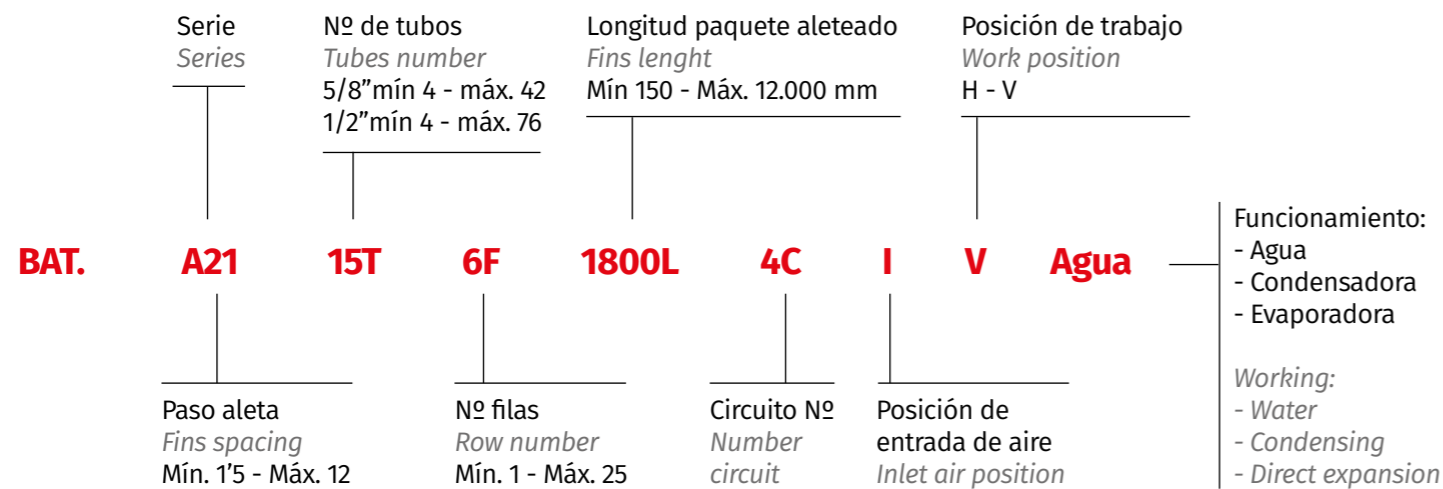 Serie
Series
Nº de tubos
Tubes number
5/8”mín 4 - máx. 42
1/2”mín 4 - máx. 76
Longitud paquete aleteado
Fins lenght
Mín 150 - Máx. 12.000 mm
Posición de trabajo
Work position
H - V
BAT. A21 15T 6F 1800L 4C I V Agua
Funcionamiento:
- Agua
- Condensadora
- Evaporadora
Working:
- Water
- Condensing
- Direct expansion
Paso aleta
Fins spacing
Mín. 1’5 - Máx. 12
Nº filas
Row number
Mín. 1 - Máx. 25
Circuito Nº
Number
circuit
Posición de
entrada de aire
Inlet air position